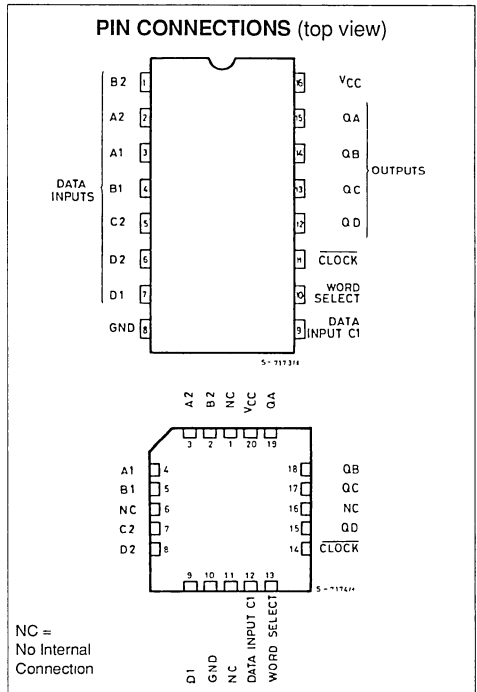 PIN CONNECTIONS (top view)
B2 1 16 VCC
A2 2 15 QA
A1 3 14 QB
DATA INPUTS
B1 4 13 QC
OUTPUTS
C2 5 12 QD
D2 6 11 CLOCK
D1 7 10 WORD SELECT
GND 8 9 DATA INPUT C1
S-7173/1
A2 B2 NC VCC QA
3 2 1 20 19
A1 4 18 QB
B1 5 17 QC
NC 6 16 NC
C2 7 15 QD
D2 8 14 CLOCK
9 10 11 12 13
S-7174/1
D1 GND NC DATA INPUT C1 WORD SELECT
NC =
No Internal
Connection